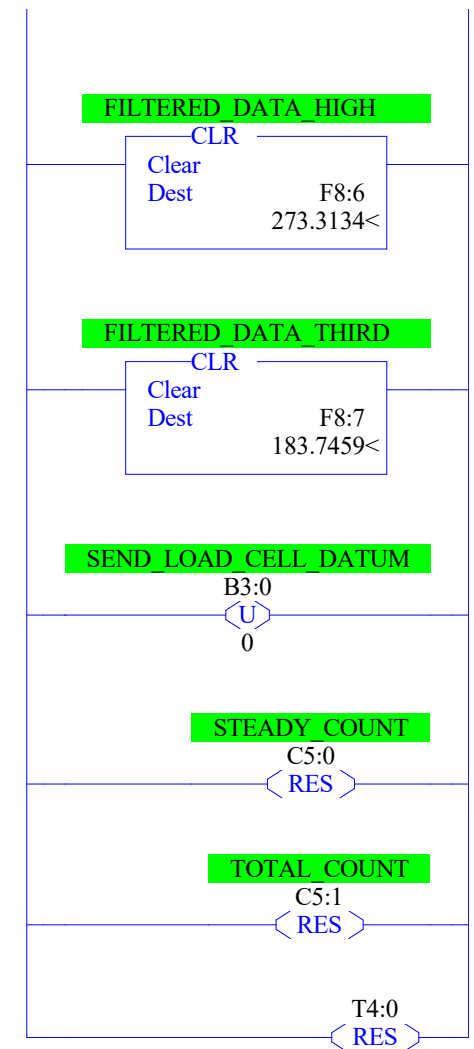 FILTERED_DATA_HIGH
CLR
Clear
Dest F8:6
273.3134<
FILTERED_DATA_THIRD
CLR
Clear
Dest F8:7
183.7459<
SEND_LOAD_CELL_DATUM
B3:0
U
0
STEADY_COUNT
C5:0
RES
TOTAL_COUNT
C5:1
RES
T4:0
RES